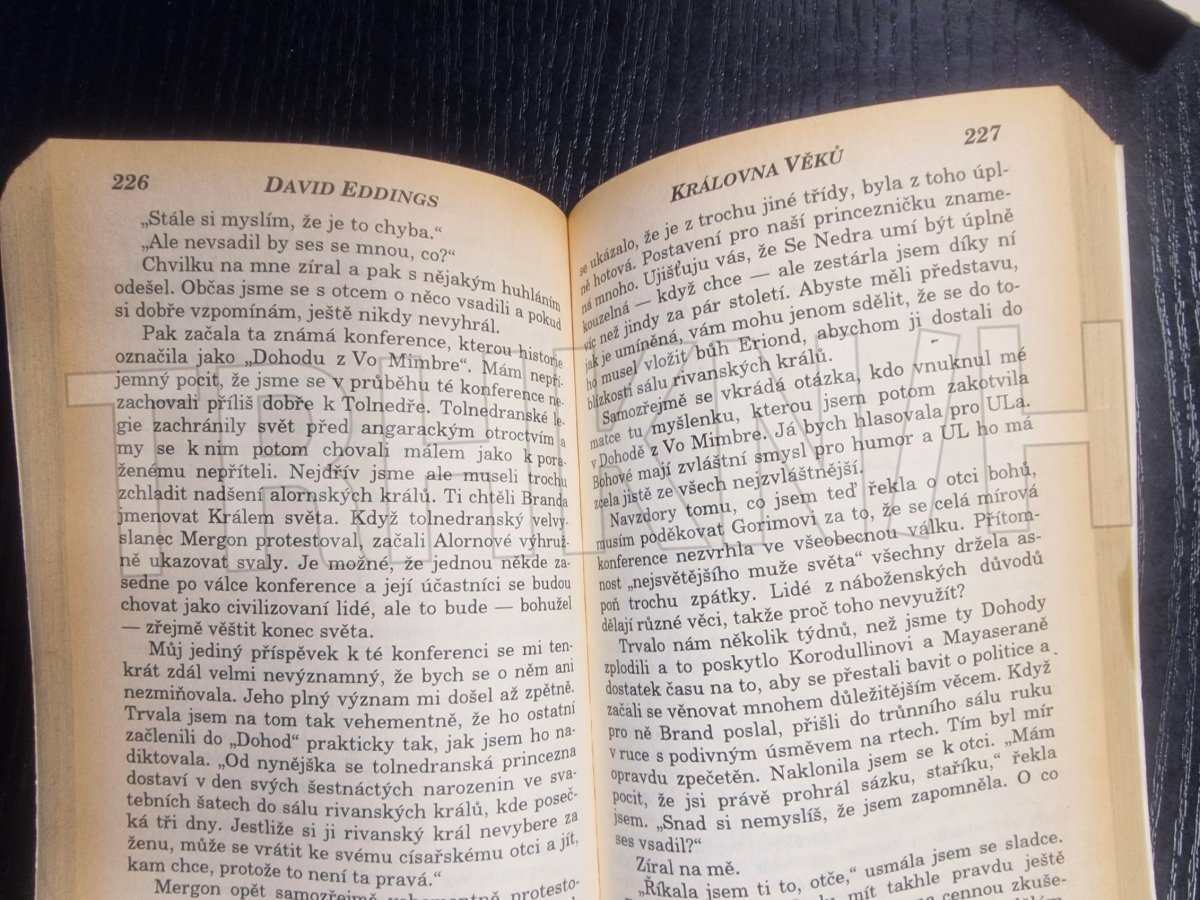 226
DAVID EDDINGS
„Stále si myslím, že je to chyba.“
„Ale nevsadil by ses se mnou, co?“
Chvilku na mne zíral a pak s nějakým huhláním
odešel. Občas jsme se s otcem o něco vsadili a pokud
si dobře vzpomínám, ještě nikdy nevyhrál.
Pak začala ta známá konference, kterou historie
označila jako „Dohodu z Vo Mimbre“. Mám nepří-
jemný pocit, že jsme se v průběhu té konference ne-
zachovali příliš dobře k Tolnedře. Tolnedranské le-
gie zachránily svět před angarackým otroctvím a
my se k nim potom chovali málem jako k pora-
ženému nepříteli. Nejdřív jsme ale museli trochu
zchladit nadšení alornských králů. Ti chtěli Branda
jmenovat Králem světa. Když tolnedranský velvy-
slanec Mergon protestoval, začali Alornové výhruž-
ně ukazovat svaly. Je možné, že jednou někde za-
sedne po válce konference a její účastníci se budou
chovat jako civilizovaní lidé, ale to bude — bohužel
— zřejmě věštit konec světa.
Můj jediný příspěvek k té konferenci se mi ten-
krát zdál velmi nevýznamný, že bych se o něm ani
nezmiňovala. Jeho plný význam mi došel až zpětně.
Trvala jsem na tom tak vehementně, že ho ostatní
začlenili do „Dohod“ prakticky tak, jak jsem ho na-
diktovala. „Od nynějška se tolnedranská princezna
dostaví v den svých šestnáctých narozenin ve sva-
tebních šatech do sálu rivanských králů, kde poseč-
ká tři dny. Jestliže si ji rivanský král nevybere za
ženu, může se vrátit ke svému císařskému otci a jít,
kam chce, protože to není ta pravá.“
Mergon opět samozřejmě vehementně protesto-
KRÁLOVNA VĚKŮ
227
se ukázalo, že je z trochu jiné třídy, byla z toho úpl-
ně hotová. Postavení pro naší princezničku zname-
ná mnoho. Ujišťuju vás, že Se Nedra umí být úplně
kouzelná — když chce — ale zestárla jsem díky ní
víc než jindy za pár století. Abyste měli představu,
jak je umíněná, vám mohu jenom sdělit, že se do to-
ho musel vložit bůh Eriond, abychom ji dostali do
blízkosti sálu rivanských králů.
Samozřejmě se vkrádá otázka, kdo vnuknul mé
matce tu myšlenku, kterou jsem potom zakotvila
v Dohodě z Vo Mimbre. Já bych hlasovala pro ULa.
Bohové mají zvláštní smysl pro humor a UL ho má
zcela jistě ze všech nejzvláštnější.
Navzdory tomu, co jsem teď řekla o otci bohů,
musím poděkovat Gorimovi za to, že se celá mírová
konference nezvrhla ve všeobecnou válku. Přítom-
nost „nejsvětějšího muže světa“ všechny držela as-
poň trochu zpátky. Lidé z náboženských důvodů
dělají různé věci, takže proč toho nevyužít?
Trvalo nám několik týdnů, než jsme ty Dohody
zplodili a to poskytlo Korodullinovi a Mayaseraně
dostatek času na to, aby se přestali bavit o politice a
začali se věnovat mnohem důležitějším věcem. Když
pro ně Brand poslal, přišli do trůnního sálu ruku
v ruce s podivným úsměvem na rtech. Tím byl mír
opravdu zpečetěn. Naklonila jsem se k otci. „Mám
pocit, že jsi právě prohrál sázku, staříku,“ řekla
jsem. „Snad si nemyslíš, že jsem zapomněla. O co
ses vsadil?“
Zíral na mě.
„Říkala jsem ti to, otče,“ usmála jsem se sladce.
mít takhle pravdu ještě
na cennou zkuše-
TRHKNIH